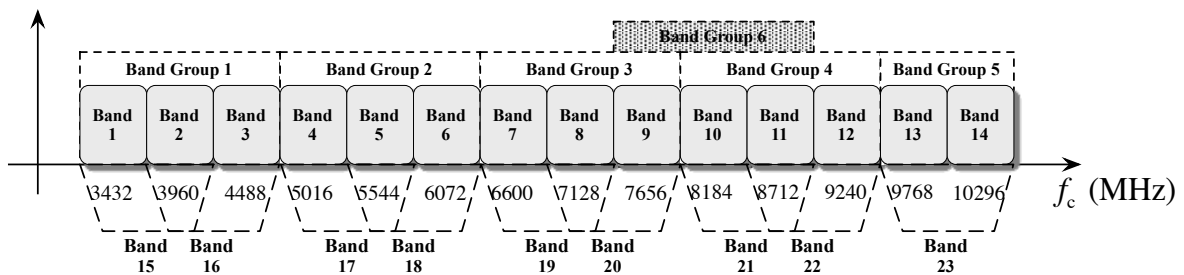 Band Group 6
Band Group 1 Band Group 2 Band Group 3 Band Group 4 Band Group 5
Band Band Band Band Band Band Band Band Band Band Band Band Band Band
1 2 3 4 5 6 7 8 9 10 11 12 13 14
3432 3960 4488 5016 5544 6072 6600 7128 7656 8184 8712 9240 9768 10296 fc (MHz)
Band Band Band Band Band Band Band Band Band
15 16 17 18 19 20 21 22 23